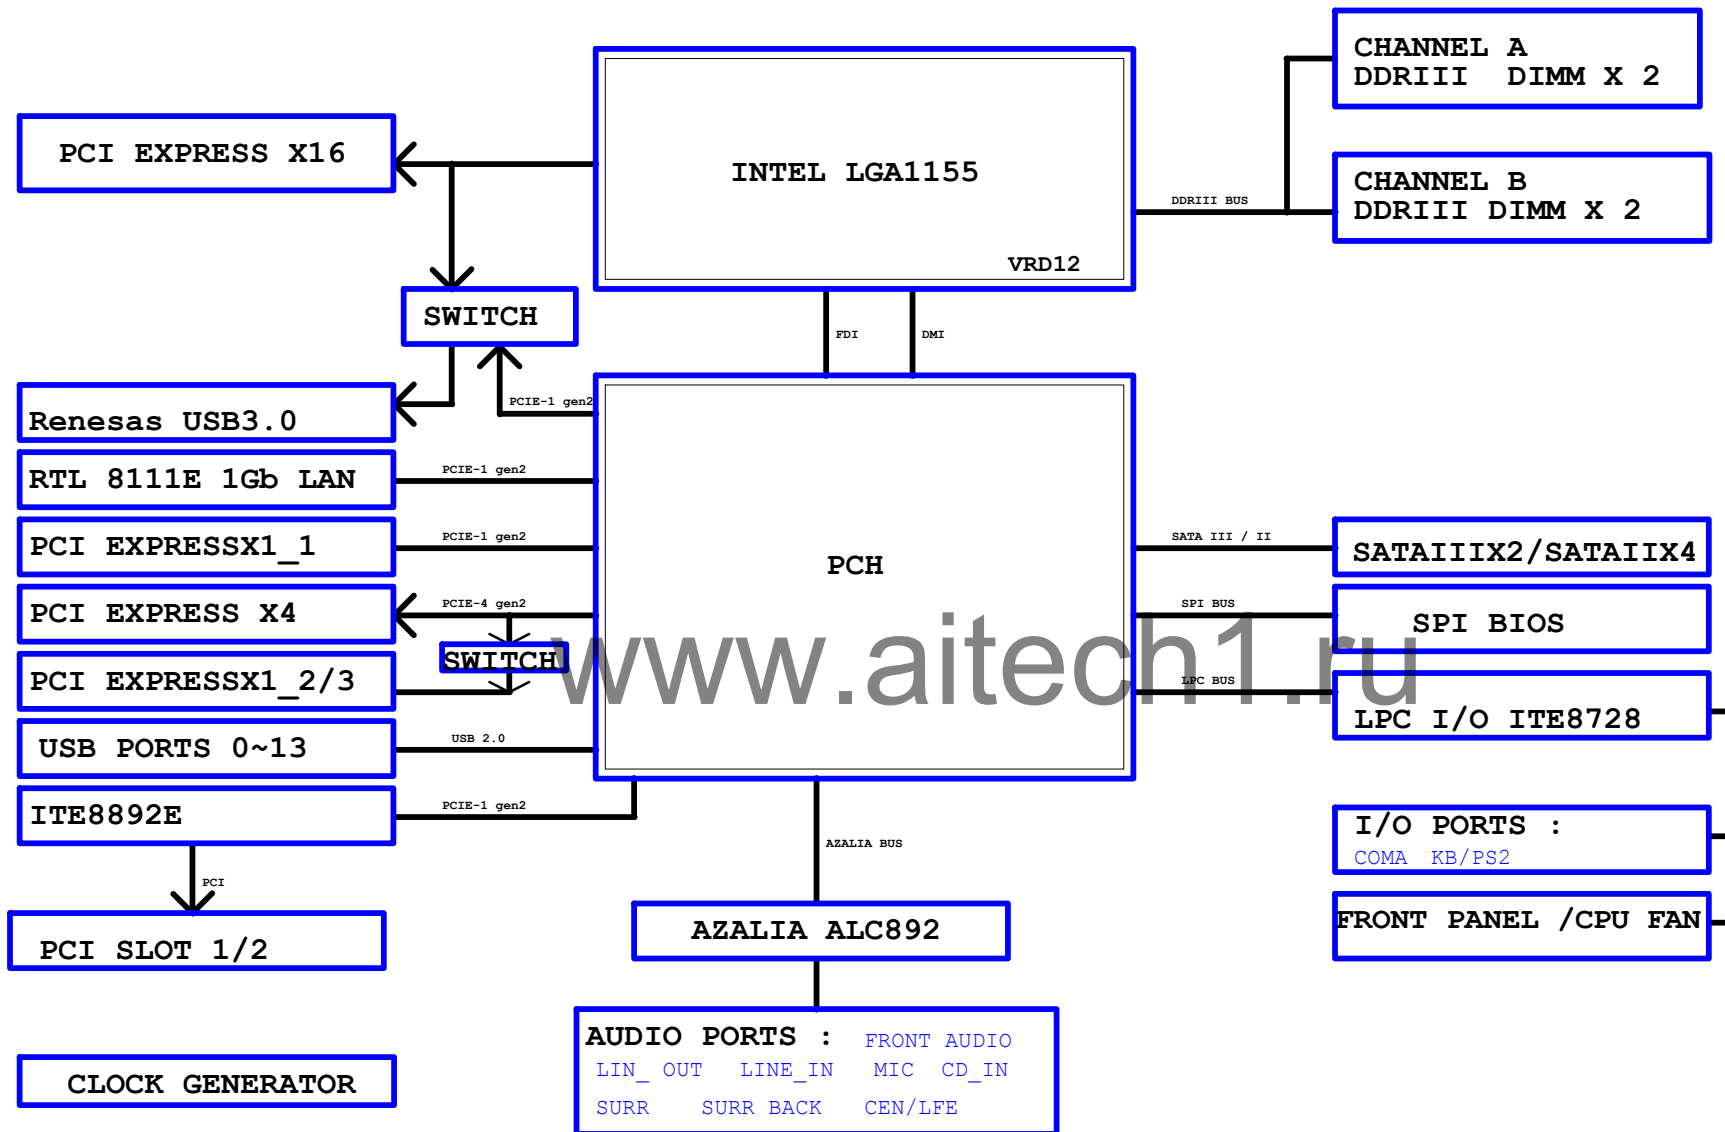 CHANNEL A
DDRIII DIMM X 2
PCI EXPRESS X16
INTEL LGA1155
VRD12
DDRIII BUS
CHANNEL B
DDRIII DIMM X 2
SWITCH
FDI
DMI
Renesas USB3.0
PCIE-1 gen2
RTL 8111E 1Gb LAN
PCIE-1 gen2
PCI EXPRESSX1_1
PCIE-1 gen2
PCH
SATA III / II
SATAIIIX2/SATAIIX4
PCI EXPRESS X4
PCIE-4 gen2
SPI BUS
SPI BIOS
SWITCH
www.aitech1.ru
PCI EXPRESSX1_2/3
LPC BUS
LPC I/O ITE8728
USB PORTS 0~13
USB 2.0
ITE8892E
PCIE-1 gen2
I/O PORTS :
COMA KB/PS2
AZALIA BUS
PCI
PCI SLOT 1/2
AZALIA ALC892
FRONT PANEL /CPU FAN
AUDIO PORTS : FRONT AUDIO
LIN_ OUT LINE_IN MIC CD_IN
SURR SURR BACK CEN/LFE
CLOCK GENERATOR